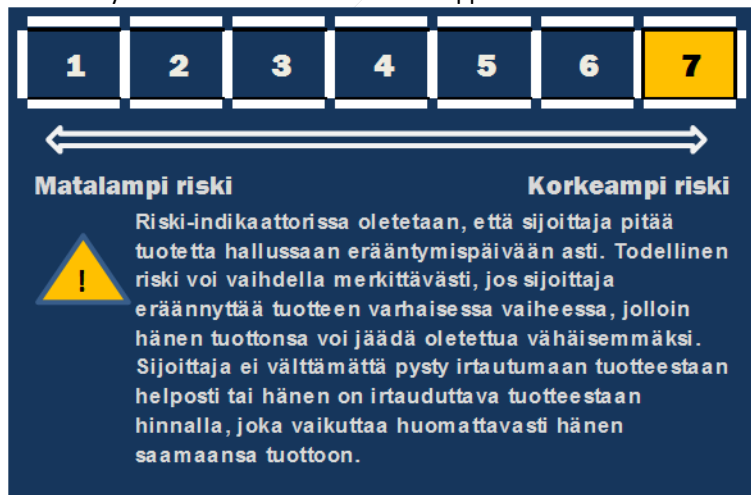 1 2 3 4 5 6 7
Matalampi riski Korkeampi riski
Riski-indikaattorissa oletetaan, että sijoittaja pitää
tuotetta hallussaan erääntymispäivään asti. Todellinen
! riski voi vaihdella merkittävästi, jos sijoittaja
eräännyttää tuotteen varhaisessa vaiheessa, jolloin
hänen tuottonsa voi jäädä oletettua vähäisemmäksi.
Sijoittaja ei välttämättä pysty irtautumaan tuotteestaan
helposti tai hänen on irtauduttava tuotteestaan
hinnalla, joka vaikuttaa huomattavasti hänen
saamaansa tuottoon.